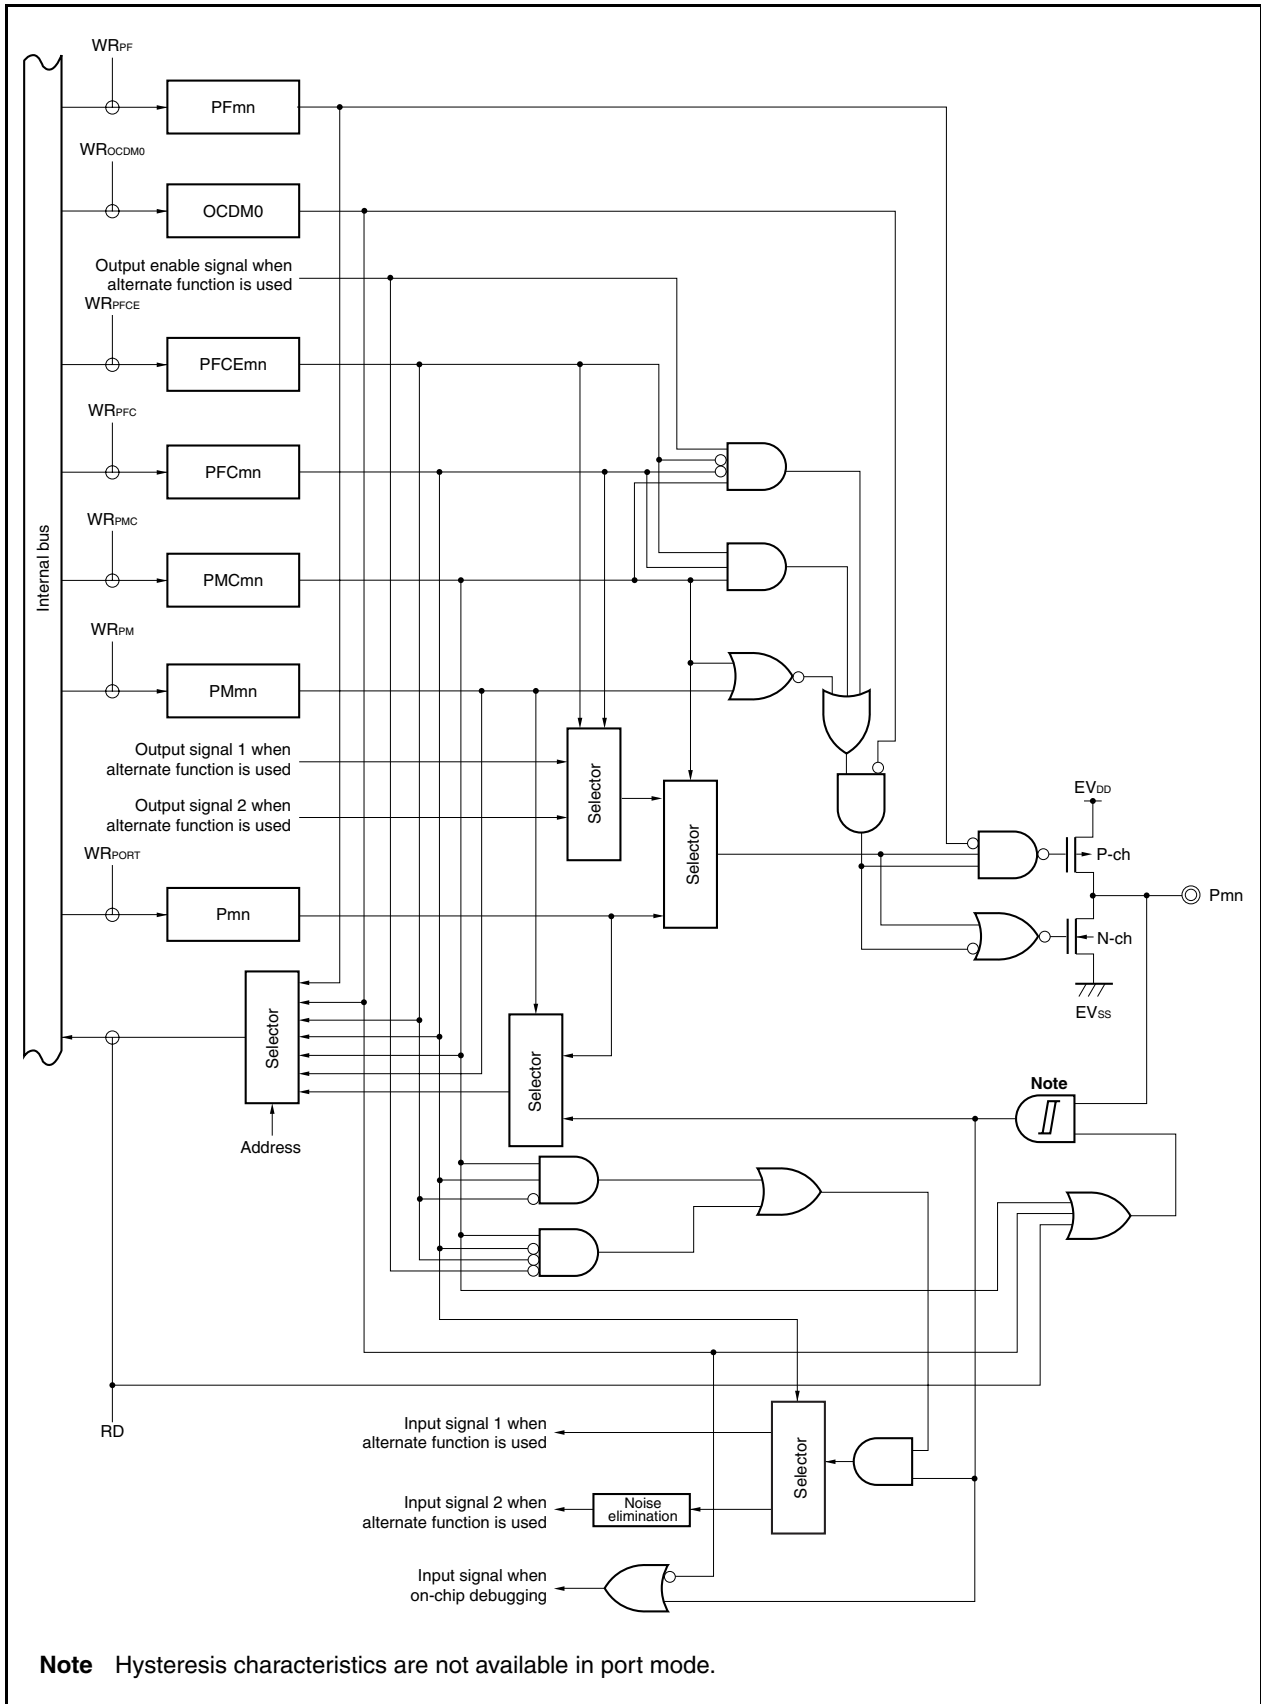 WRPF
PFmn
WROCDM0
OCDM0
Output enable signal when
alternate function is used
WRPFCE
PFCEmn
WRPFC
PFCmn
WRPMC
Internal bus
PMCmn
WRPM
PMmn
Output signal 1 when
alternate function is used
Selector
Output signal 2 when
alternate function is used
Selector
EVDD
P-ch
WRPORT
Pmn
Pmn
N-ch
EVSS
Selector
Selector
Address
Note
RD
Input signal 1 when
alternate function is used
Selector
Input signal 2 when
alternate function is used
Noise
elimination
Input signal when
on-chip debugging
Note Hysteresis characteristics are not available in port mode.